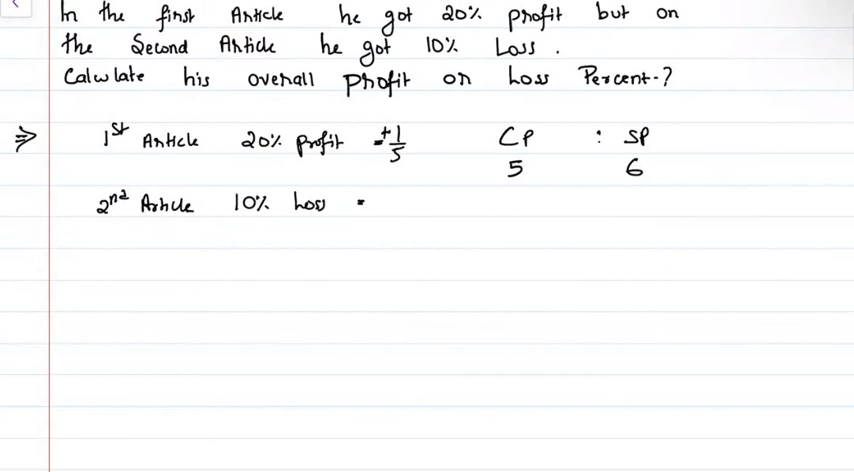 In the first Article he got 20% profit but on
the Second Article he got 10% Loss.
Calculate his overall Profit or Loss Percent-?
⇒ 1st Article 20% profit = +1/5 CP : SP
5 6
2nd Article 10% Loss =